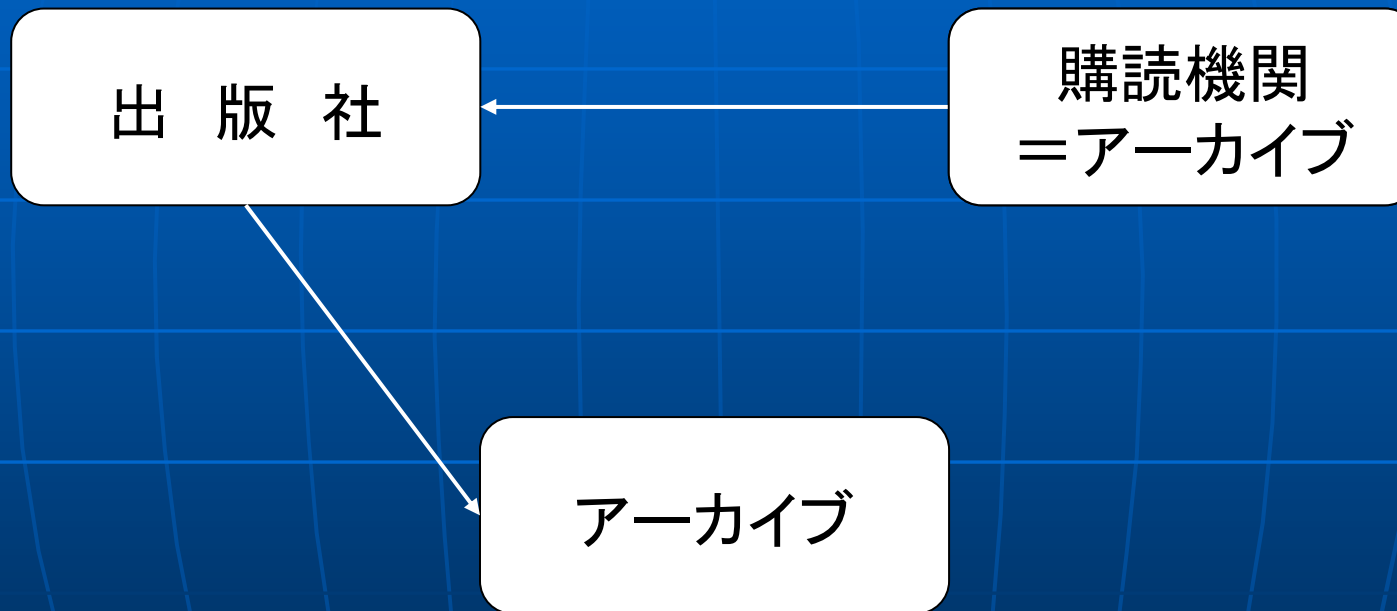 出　版　社
購読機関
＝アーカイブ
アーカイブ